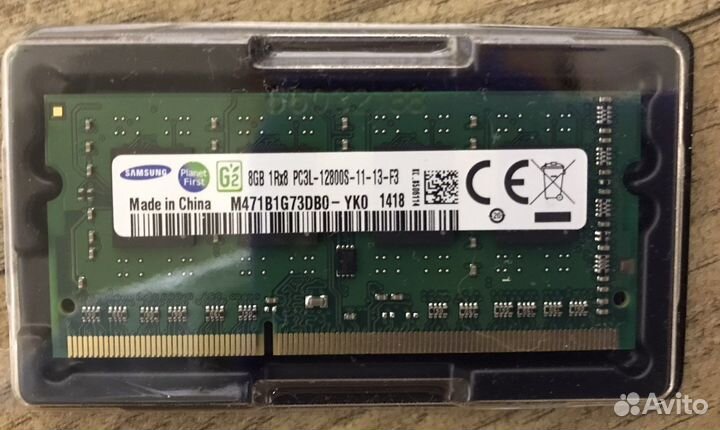 SAMSUNG
Planet First
G2
8GB 1Rx8 PC3L-12800S-11-13-F3
Made in China
M471B1G73DB0-YK0 1418
CE
Avito